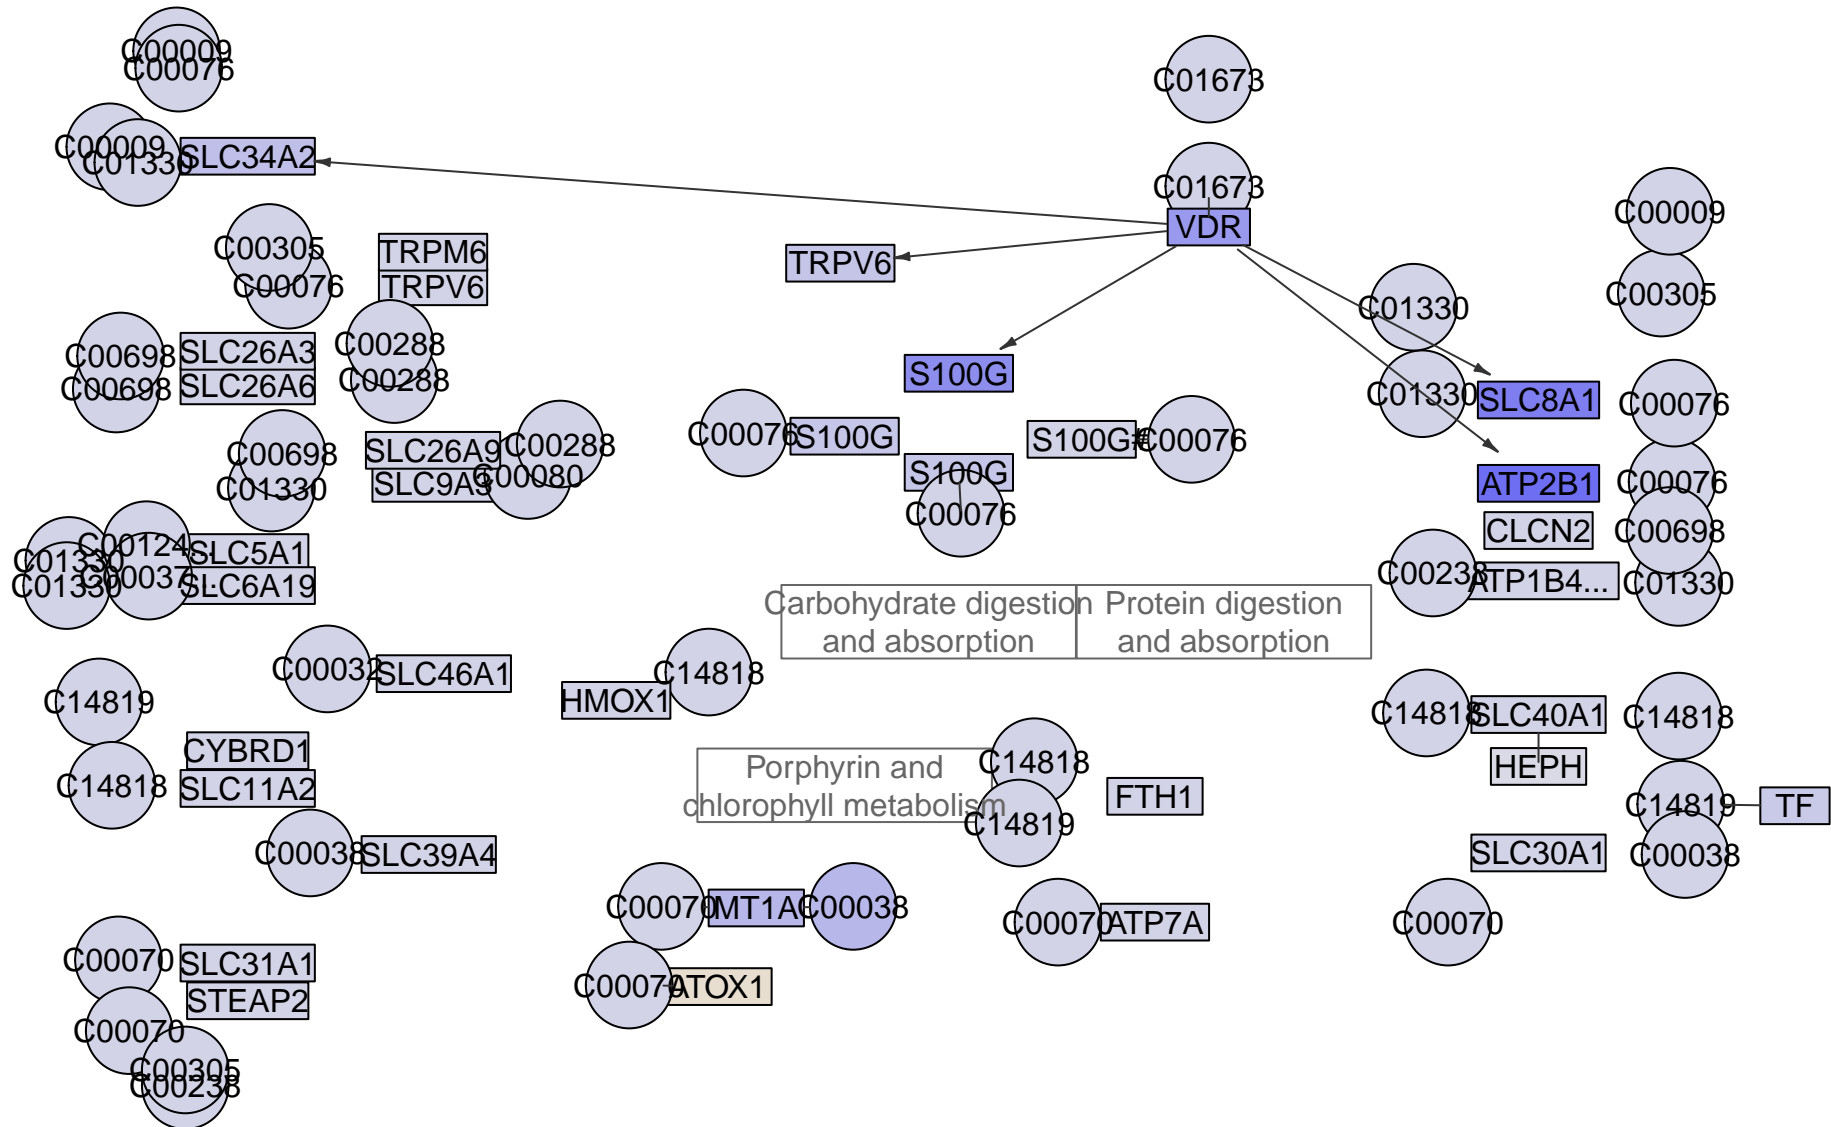 C00009
C00076
C01673
C00009
C01330
SLC34A2
C01673
VDR
C00009
C00305
TRPM6
TRPV6
C00076
TRPV6
C01330
C00305
C00698
SLC26A3
C00288
S100G
C00698
SLC26A6
C00288
C01330
SLC8A1
C00076
C00698
SLC26A9
C00288
C00076
S100G
S100G#
C00076
C01330
SLC9A3
C00080
S100G
C00076
ATP2B1
C00076
CLCN2
C00698
C01330
C00124...
SLC5A1
C01330
C00037...
SLC6A19
C00238
ATP1B4...
C01330
Carbohydrate digestion
and absorption
Protein digestion
and absorption
C00032
SLC46A1
HMOX1
C14818
C14819
C14818
SLC40A1
C14818
HEPH
CYBRD1
C14818
SLC11A2
Porphyrin and
chlorophyll metabolism
C14818
C14819
FTH1
C14819
TF
C00038
SLC39A4
SLC30A1
C00038
C00070
MT1A
C00038
C00070
ATP7A
C00070
C00070
SLC31A1
STEAP2
C00070
ATOX1
C00070
C00305
C00238